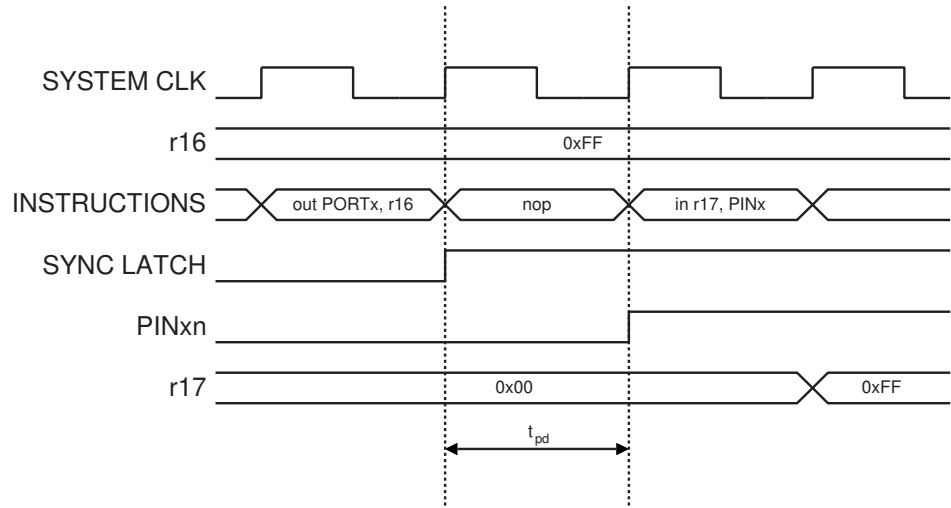 SYSTEM CLK
r16
0xFF
INSTRUCTIONS
out PORTx, r16
nop
in r17, PINx
SYNC LATCH
PINxn
r17
0x00
0xFF
tpd